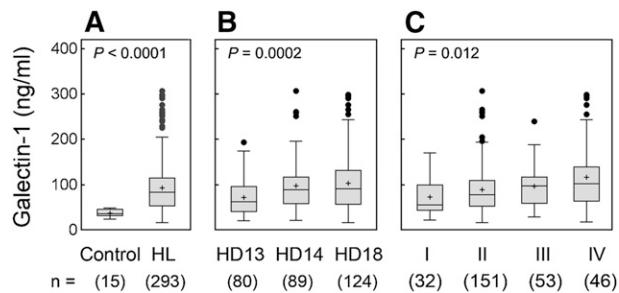 A B C
400 P < 0.0001 P = 0.0002 P = 0.012
300
200
100
0
Galectin-1 (ng/ml)
Control HL HD13 HD14 HD18 I II III IV
n = (15) (293) (80) (89) (124) (32) (151) (53) (46)